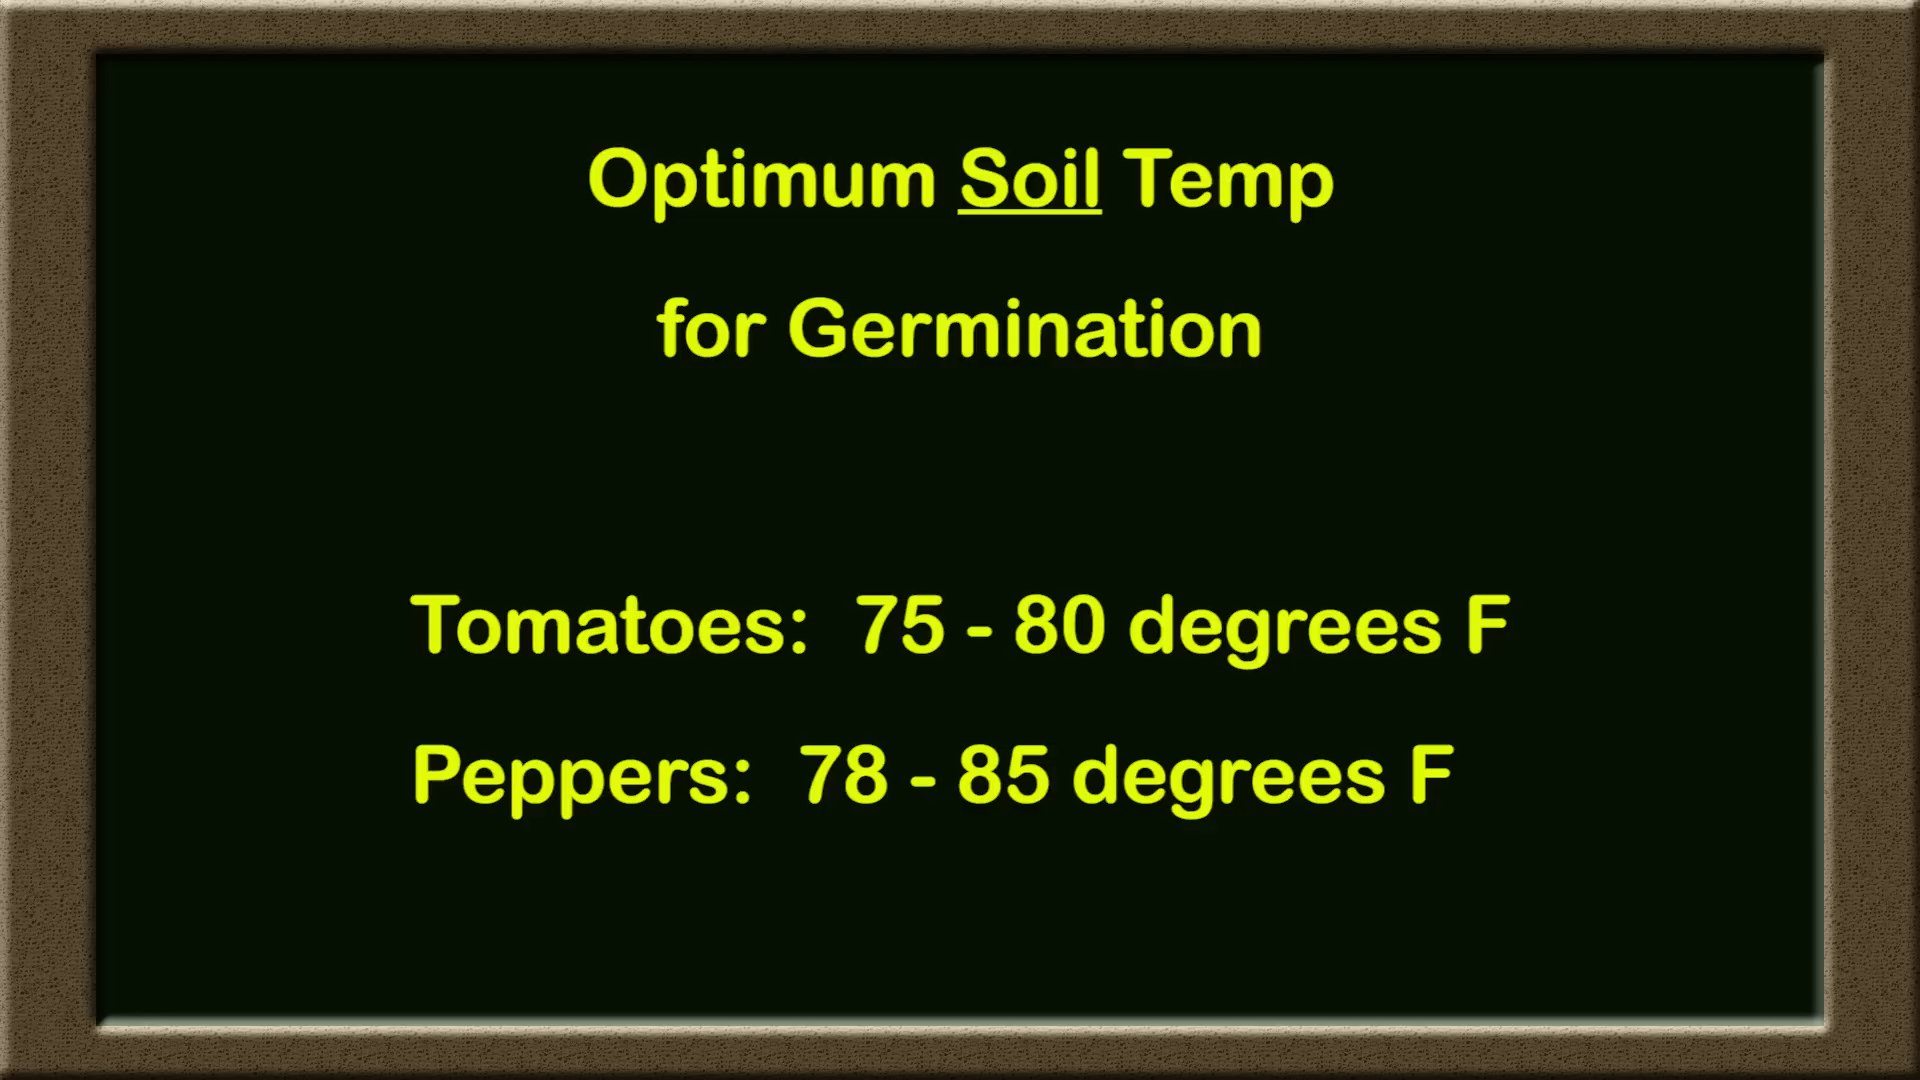 Optimum Soil Temp
for Germination
Tomatoes: 75 - 80 degrees F
Peppers: 78 - 85 degrees F